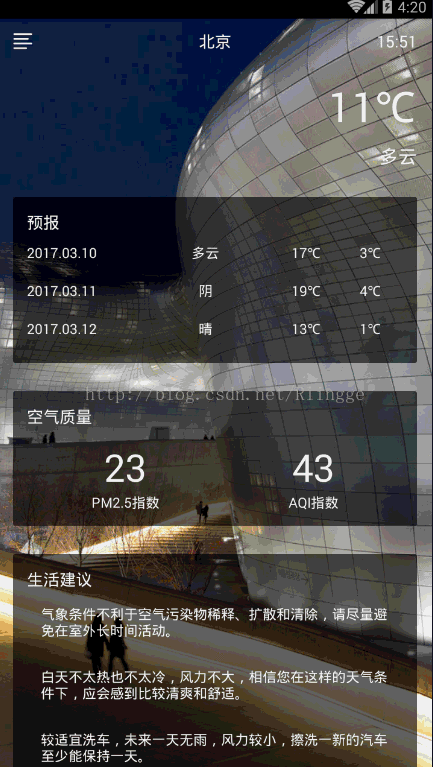 4:20
北京
15:51
11℃
多云
预报
2017.03.10 多云 17℃ 3℃
2017.03.11 阴 19℃ 4℃
2017.03.12 晴 13℃ 1℃
http://blog.csdn.net/Rlingge
空气质量
23 43
PM2.5指数 AQI指数
生活建议
气象条件不利于空气污染物稀释、扩散和清除，请尽量避
免在室外长时间活动。
白天不太热也不太冷，风力不大，相信您在这样的天气条
件下，应会感到比较清爽和舒适。
较适宜洗车，未来一天无雨，风力较小，擦洗一新的汽车
至少能保持一天。